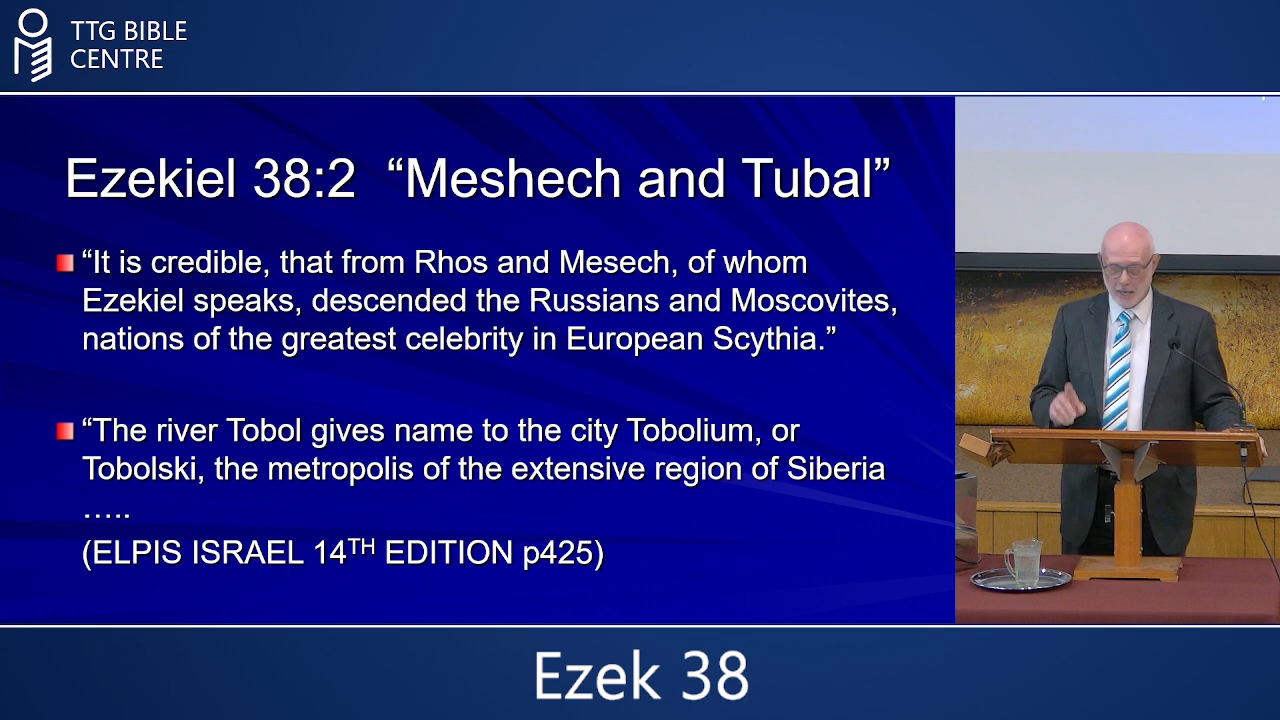 TTG BIBLE
CENTRE
Ezekiel 38:2 “Meshech and Tubal”
“It is credible, that from Rhos and Mesech, of whom
Ezekiel speaks, descended the Russians and Moscovites,
nations of the greatest celebrity in European Scythia.”
“The river Tobol gives name to the city Tobolium, or
Tobolski, the metropolis of the extensive region of Siberia
…..
(ELPIS ISRAEL 14TH EDITION p425)
Ezek 38